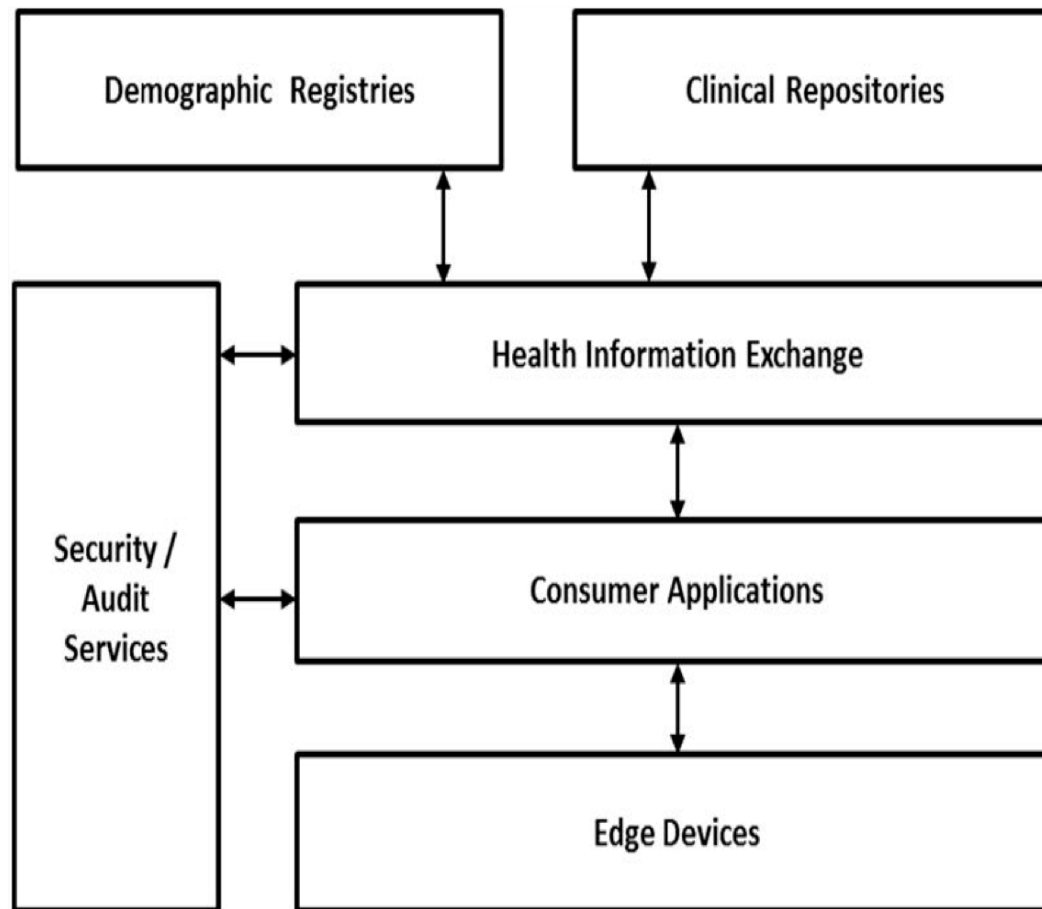 Demographic Registries
Clinical Repositories
Health Information Exchange
Security /
Audit
Services
Consumer Applications
Edge Devices